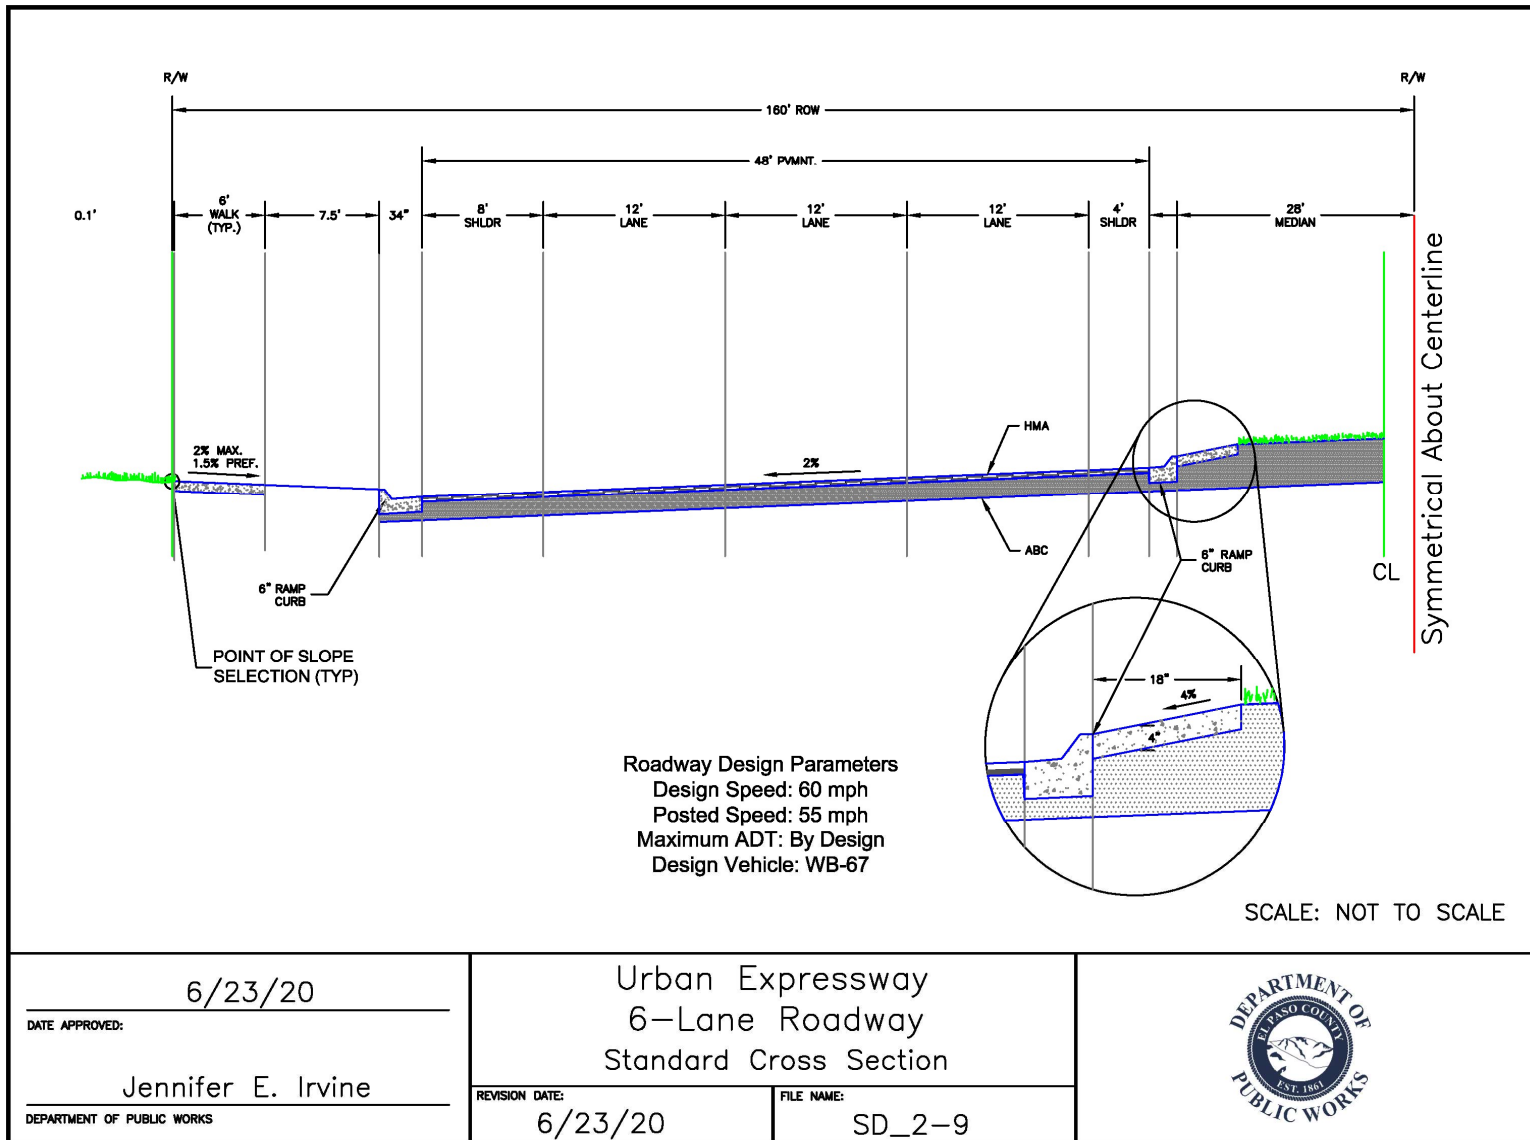 R/W
R/W
160' ROW
48' PVMNT.
0.1'
6'
WALK
(TYP.)
7.5'
34"
8'
SHLDR
12'
LANE
12'
LANE
12'
LANE
4'
SHLDR
28'
MEDIAN
Symmetrical About Centerline
2% MAX.
1.5% PREF.
2%
HMA
ABC
6" RAMP
CURB
6" RAMP
CURB
CL
POINT OF SLOPE
SELECTION (TYP)
18"
4%
4"
Roadway Design Parameters
Design Speed: 60 mph
Posted Speed: 55 mph
Maximum ADT: By Design
Design Vehicle: WB-67
SCALE: NOT TO SCALE
6/23/20
DATE APPROVED:
Jennifer E. Irvine
DEPARTMENT OF PUBLIC WORKS
Urban Expressway
6-Lane Roadway
Standard Cross Section
REVISION DATE:
6/23/20
FILE NAME:
SD_2-9
DEPARTMENT OF
EL PASO COUNTY
EST. 1861
PUBLIC WORKS